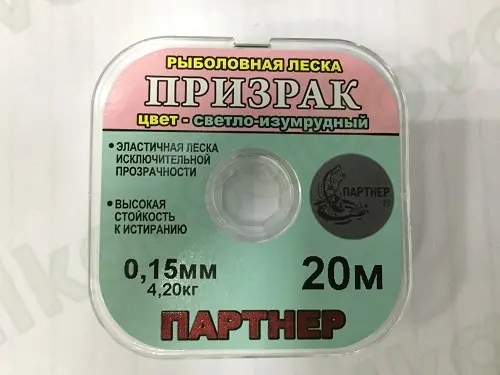 РЫБОЛОВНАЯ ЛЕСКА
ПРИЗРАК
цвет - светло-изумрудный
• ЭЛАСТИЧНАЯ ЛЕСКА
ИСКЛЮЧИТЕЛЬНОЙ
ПРОЗРАЧНОСТИ
• ВЫСОКАЯ
СТОЙКОСТЬ
К ИСТИРАНИЮ
ПАРТНЕР
0,15мм
4,20кг
20м
ПАРТНЕР